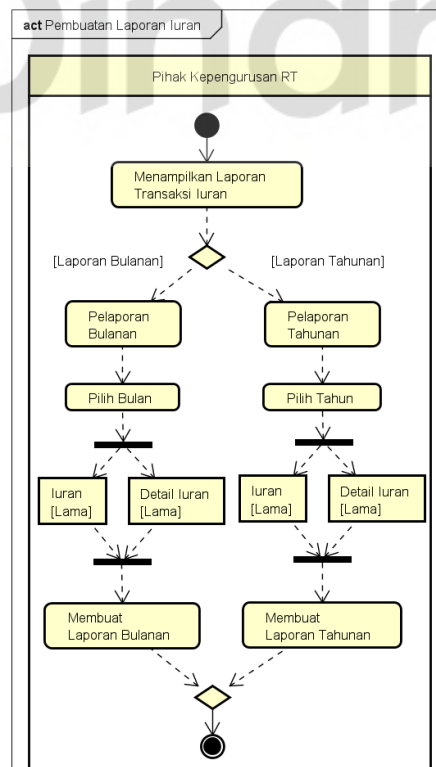 act Pembuatan Laporan Iuran
Pihak Kepengurusan RT
Menampilkan Laporan
Transaksi Iuran
[Laporan Bulanan]
[Laporan Tahunan]
Pelaporan
Bulanan
Pelaporan
Tahunan
Pilih Bulan
Pilih Tahun
Iuran
[Lama]
Detail Iuran
[Lama]
Iuran
[Lama]
Detail Iuran
[Lama]
Membuat
Laporan Bulanan
Membuat
Laporan Tahunan